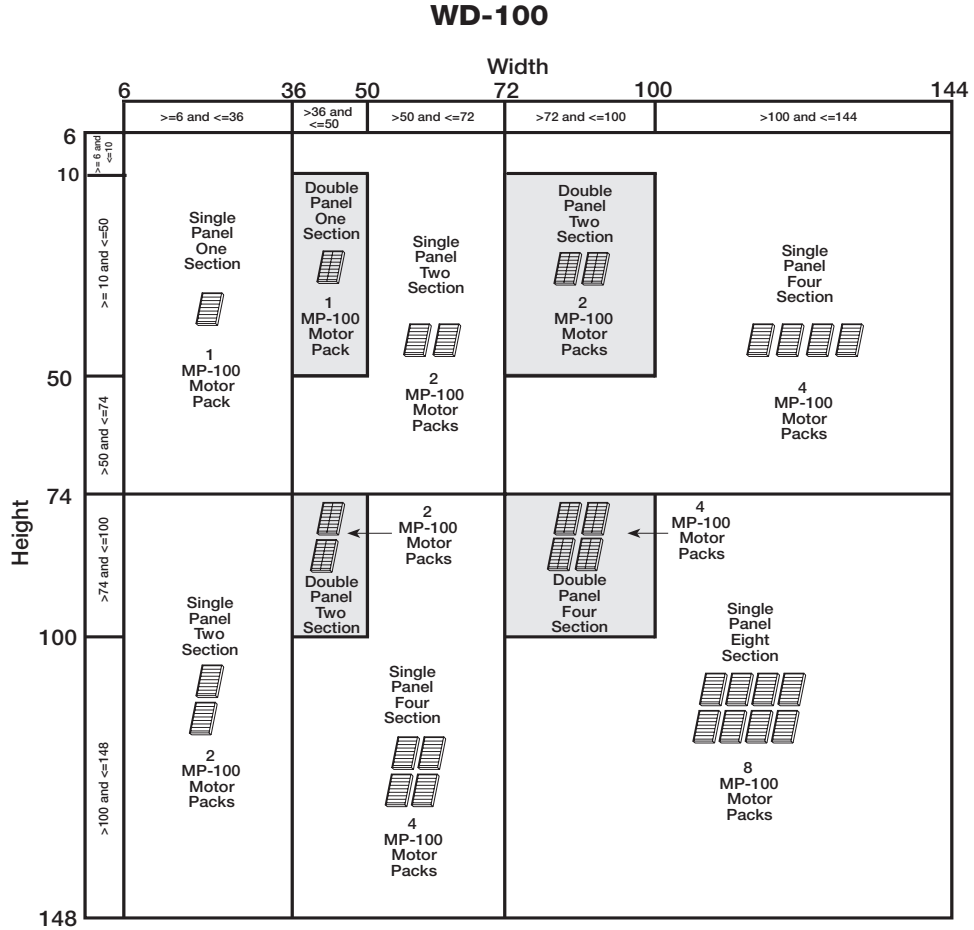 WD-100
Width
6 36 50 72 100 144
>=6 and <=36
>36 and
<=50
>50 and <=72
>72 and <=100
>100 and <=144
Height
6
10
50
74
100
148
>= 6 and
<=10
>= 10 and <=50
>50 and <=74
>74 and <=100
>100 and <=148
Single
Panel
One
Section
1
MP-100
Motor
Pack
Double
Panel
One
Section
1
MP-100
Motor
Pack
Single
Panel
Two
Section
2
MP-100
Motor
Packs
Double
Panel
Two
Section
2
MP-100
Motor
Packs
Single
Panel
Four
Section
4
MP-100
Motor
Packs
Single
Panel
Two
Section
2
MP-100
Motor
Packs
Double
Panel
Two
Section
2
MP-100
Motor
Packs
Single
Panel
Four
Section
4
MP-100
Motor
Packs
Double
Panel
Four
Section
4
MP-100
Motor
Packs
Single
Panel
Eight
Section
8
MP-100
Motor
Packs